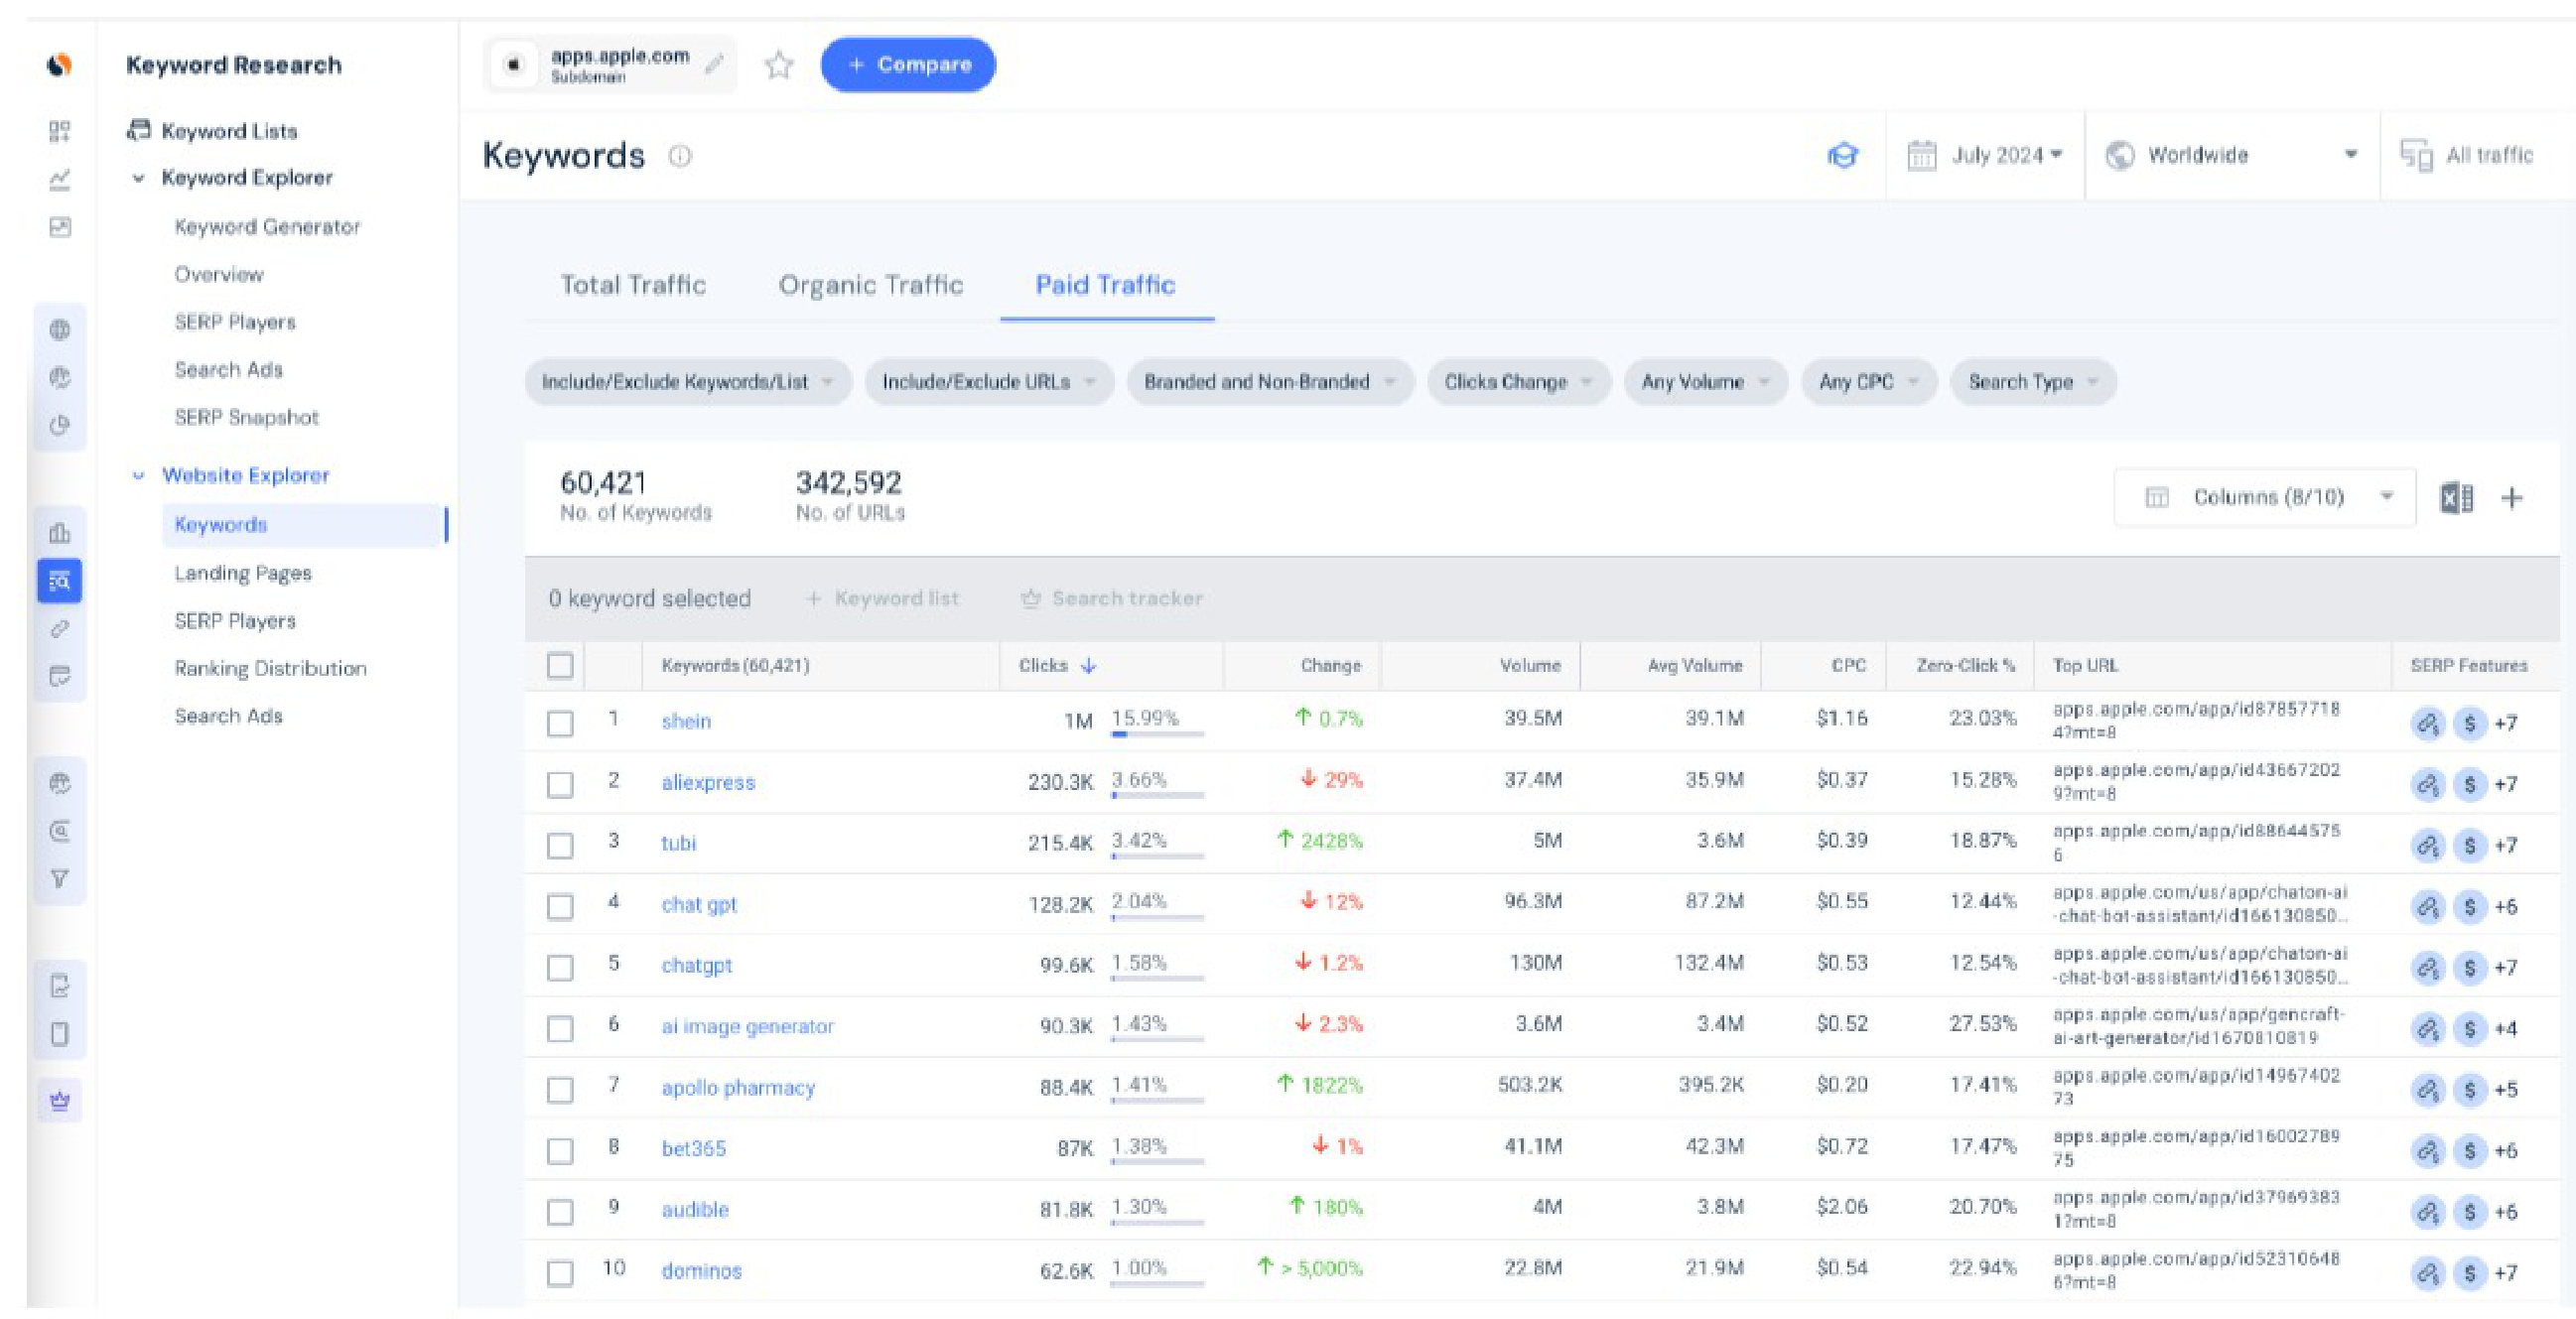 Keyword Research
Keyword Lists
Keyword Explorer
Keyword Generator
Overview
SERP Players
Search Ads
SERP Snapshot
Website Explorer
Keywords
Landing Pages
SERP Players
Ranking Distribution
Search Ads
apps.apple.com
Subdomain
+ Compare
Keywords
July 2024
Worldwide
All traffic
Total Traffic Organic Traffic Paid Traffic
Include/Exclude Keywords/List Include/Exclude URLs Branded and Non-Branded Clicks Change Any Volume Any CPC Search Type
60,421 342,592
No. of Keywords No. of URLs
Columns (8/10)
0 keyword selected + Keyword list Search tracker
Keywords (60,421) Clicks ↓ Change Volume Avg Volume CPC Zero-Click % Top URL SERP Features
1 shein 1M 15.99% ↑ 0.7% 39.5M 39.1M $1.16 23.03% apps.apple.com/app/id87857718 $ +7
4?mt=8
2 aliexpress 230.3K 3.66% ↓ 29% 37.4M 35.9M $0.37 15.28% apps.apple.com/app/id43667202 $ +7
9?mt=8
3 tubi 215.4K 3.42% ↑ 2428% 5M 3.6M $0.39 18.87% apps.apple.com/app/id88644575 $ +7
6
4 chat gpt 128.2K 2.04% ↓ 12% 96.3M 87.2M $0.55 12.44% apps.apple.com/us/app/chaton-ai $ +6
-chat-bot-assistant/id166130850...
5 chatgpt 99.6K 1.58% ↓ 1.2% 130M 132.4M $0.53 12.54% apps.apple.com/us/app/chaton-ai $ +7
-chat-bot-assistant/id166130850...
6 ai image generator 90.3K 1.43% ↓ 2.3% 3.6M 3.4M $0.52 27.53% apps.apple.com/us/app/gencraft- $ +4
ai-art-generator/id1670810819
7 apollo pharmacy 88.4K 1.41% ↑ 1822% 503.2K 395.2K $0.20 17.41% apps.apple.com/app/id14967402 $ +5
73
8 bet365 87K 1.38% ↓ 1% 41.1M 42.3M $0.72 17.47% apps.apple.com/app/id16002789 $ +6
75
9 audible 81.8K 1.30% ↑ 180% 4M 3.8M $2.06 20.70% apps.apple.com/app/id37969383 $ +6
1?mt=8
10 dominos 62.6K 1.00% ↑ > 5,000% 22.8M 21.9M $0.54 22.94% apps.apple.com/app/id52310648 $ +7
6?mt=8